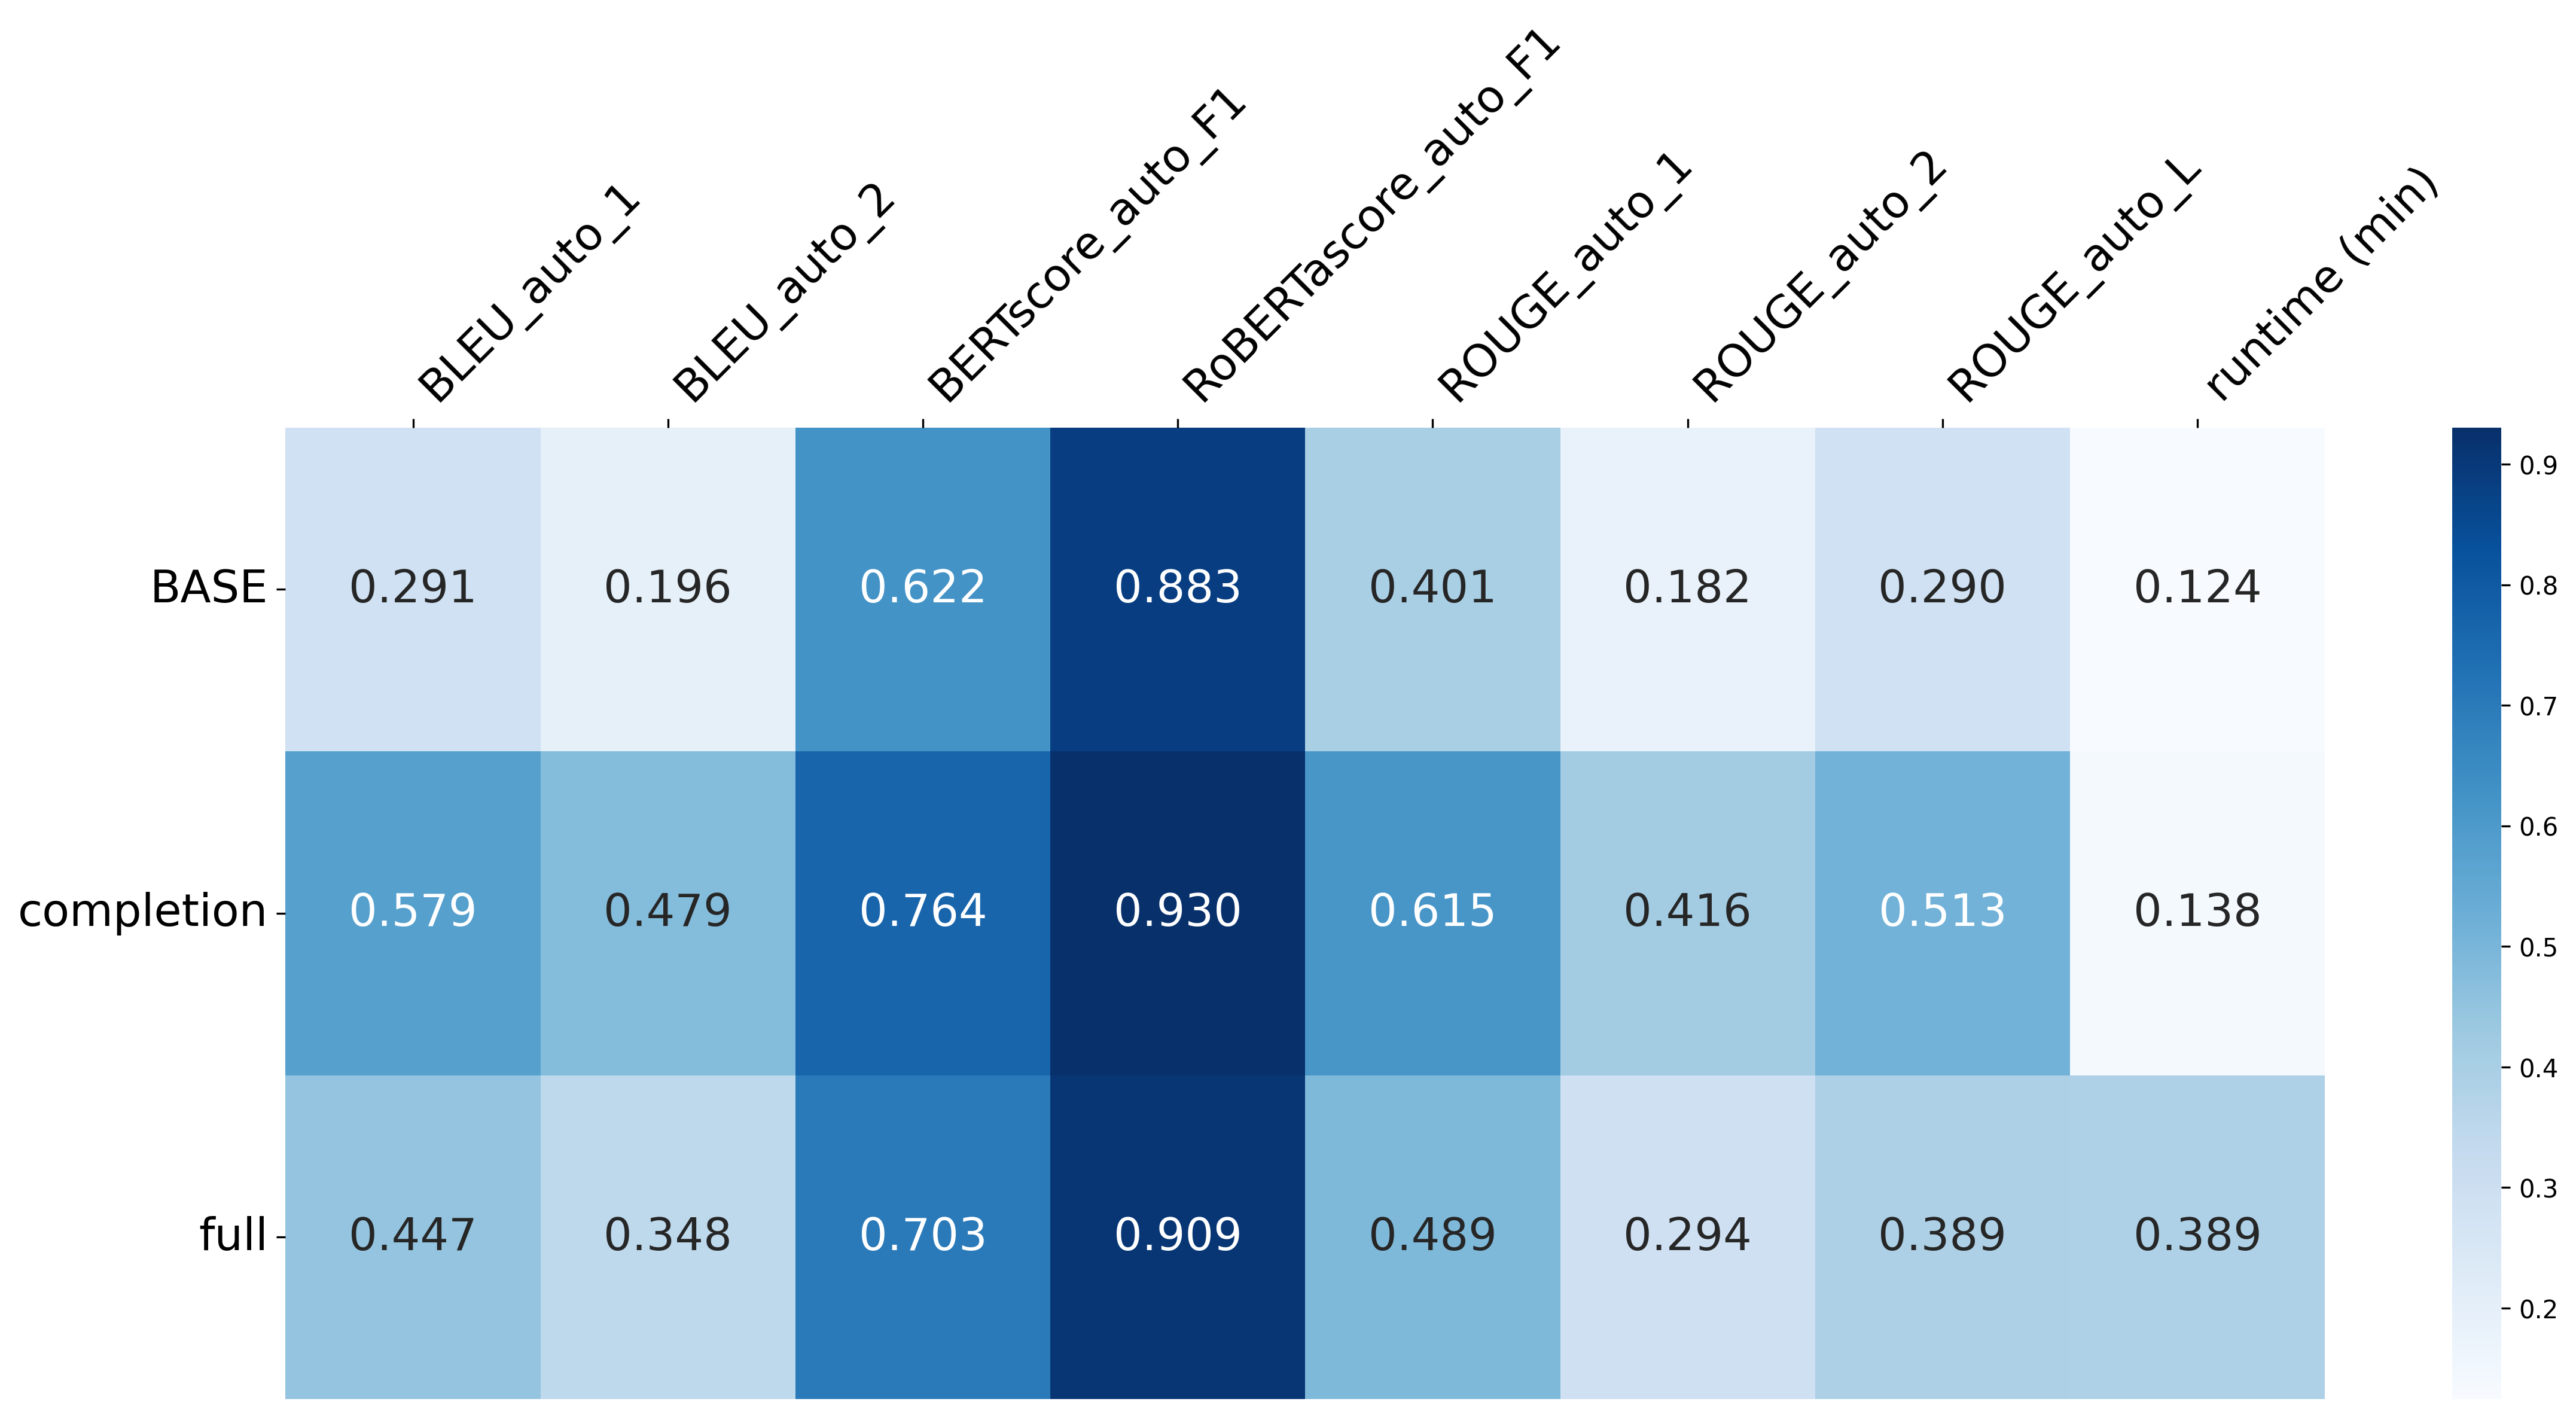 BLEU_auto_1
BLEU_auto_2
BERTscore_auto_F1
RoBERTascore_auto_F1
ROUGE_auto_1
ROUGE_auto_2
ROUGE_auto_L
runtime (min)
BASE 0.291 0.196 0.622 0.883 0.401 0.182 0.290 0.124
completion 0.579 0.479 0.764 0.930 0.615 0.416 0.513 0.138
full 0.447 0.348 0.703 0.909 0.489 0.294 0.389 0.389
0.9
0.8
0.7
0.6
0.5
0.4
0.3
0.2